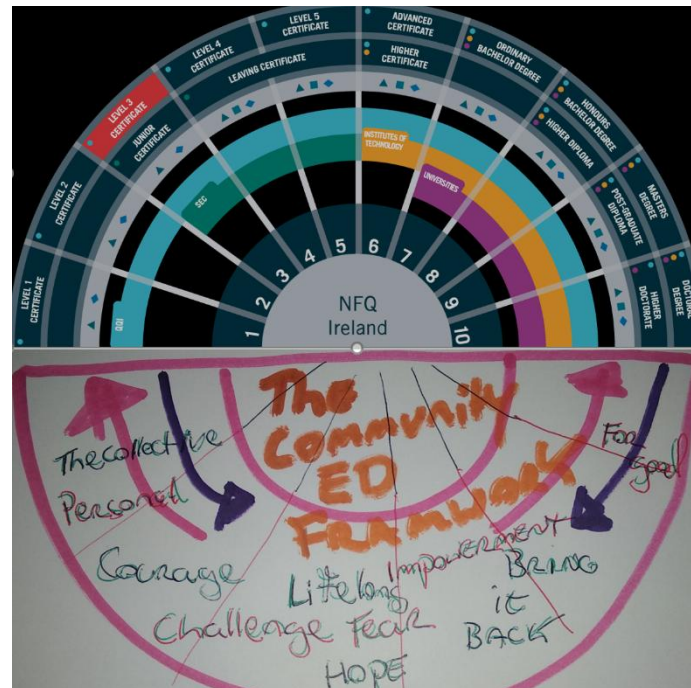 LEVEL 1
CERTIFICATE
LEVEL 2
CERTIFICATE
LEVEL 3
CERTIFICATE
JUNIOR
CERTIFICATE
LEVEL 4
CERTIFICATE
LEVEL 5
CERTIFICATE
LEAVING CERTIFICATE
ADVANCED
CERTIFICATE
HIGHER
CERTIFICATE
ORDINARY
BACHELOR DEGREE
HONOURS
BACHELOR DEGREE
HIGHER DIPLOMA
MASTERS
DEGREE
POST-GRADUATE
DIPLOMA
DOCTORAL
DEGREE
HIGHER
DOCTORATE
QQI
SEC
INSTITUTES OF
TECHNOLOGY
UNIVERSITIES
1
2
3
4
5
6
7
8
9
10
NFQ
Ireland
The
Community
ED
FRAMWORK
The collective
Personal
Courage
Lifelong
Challenge Fear
HOPE
IMPOWERMENT
BRING
it
BACK
For
good